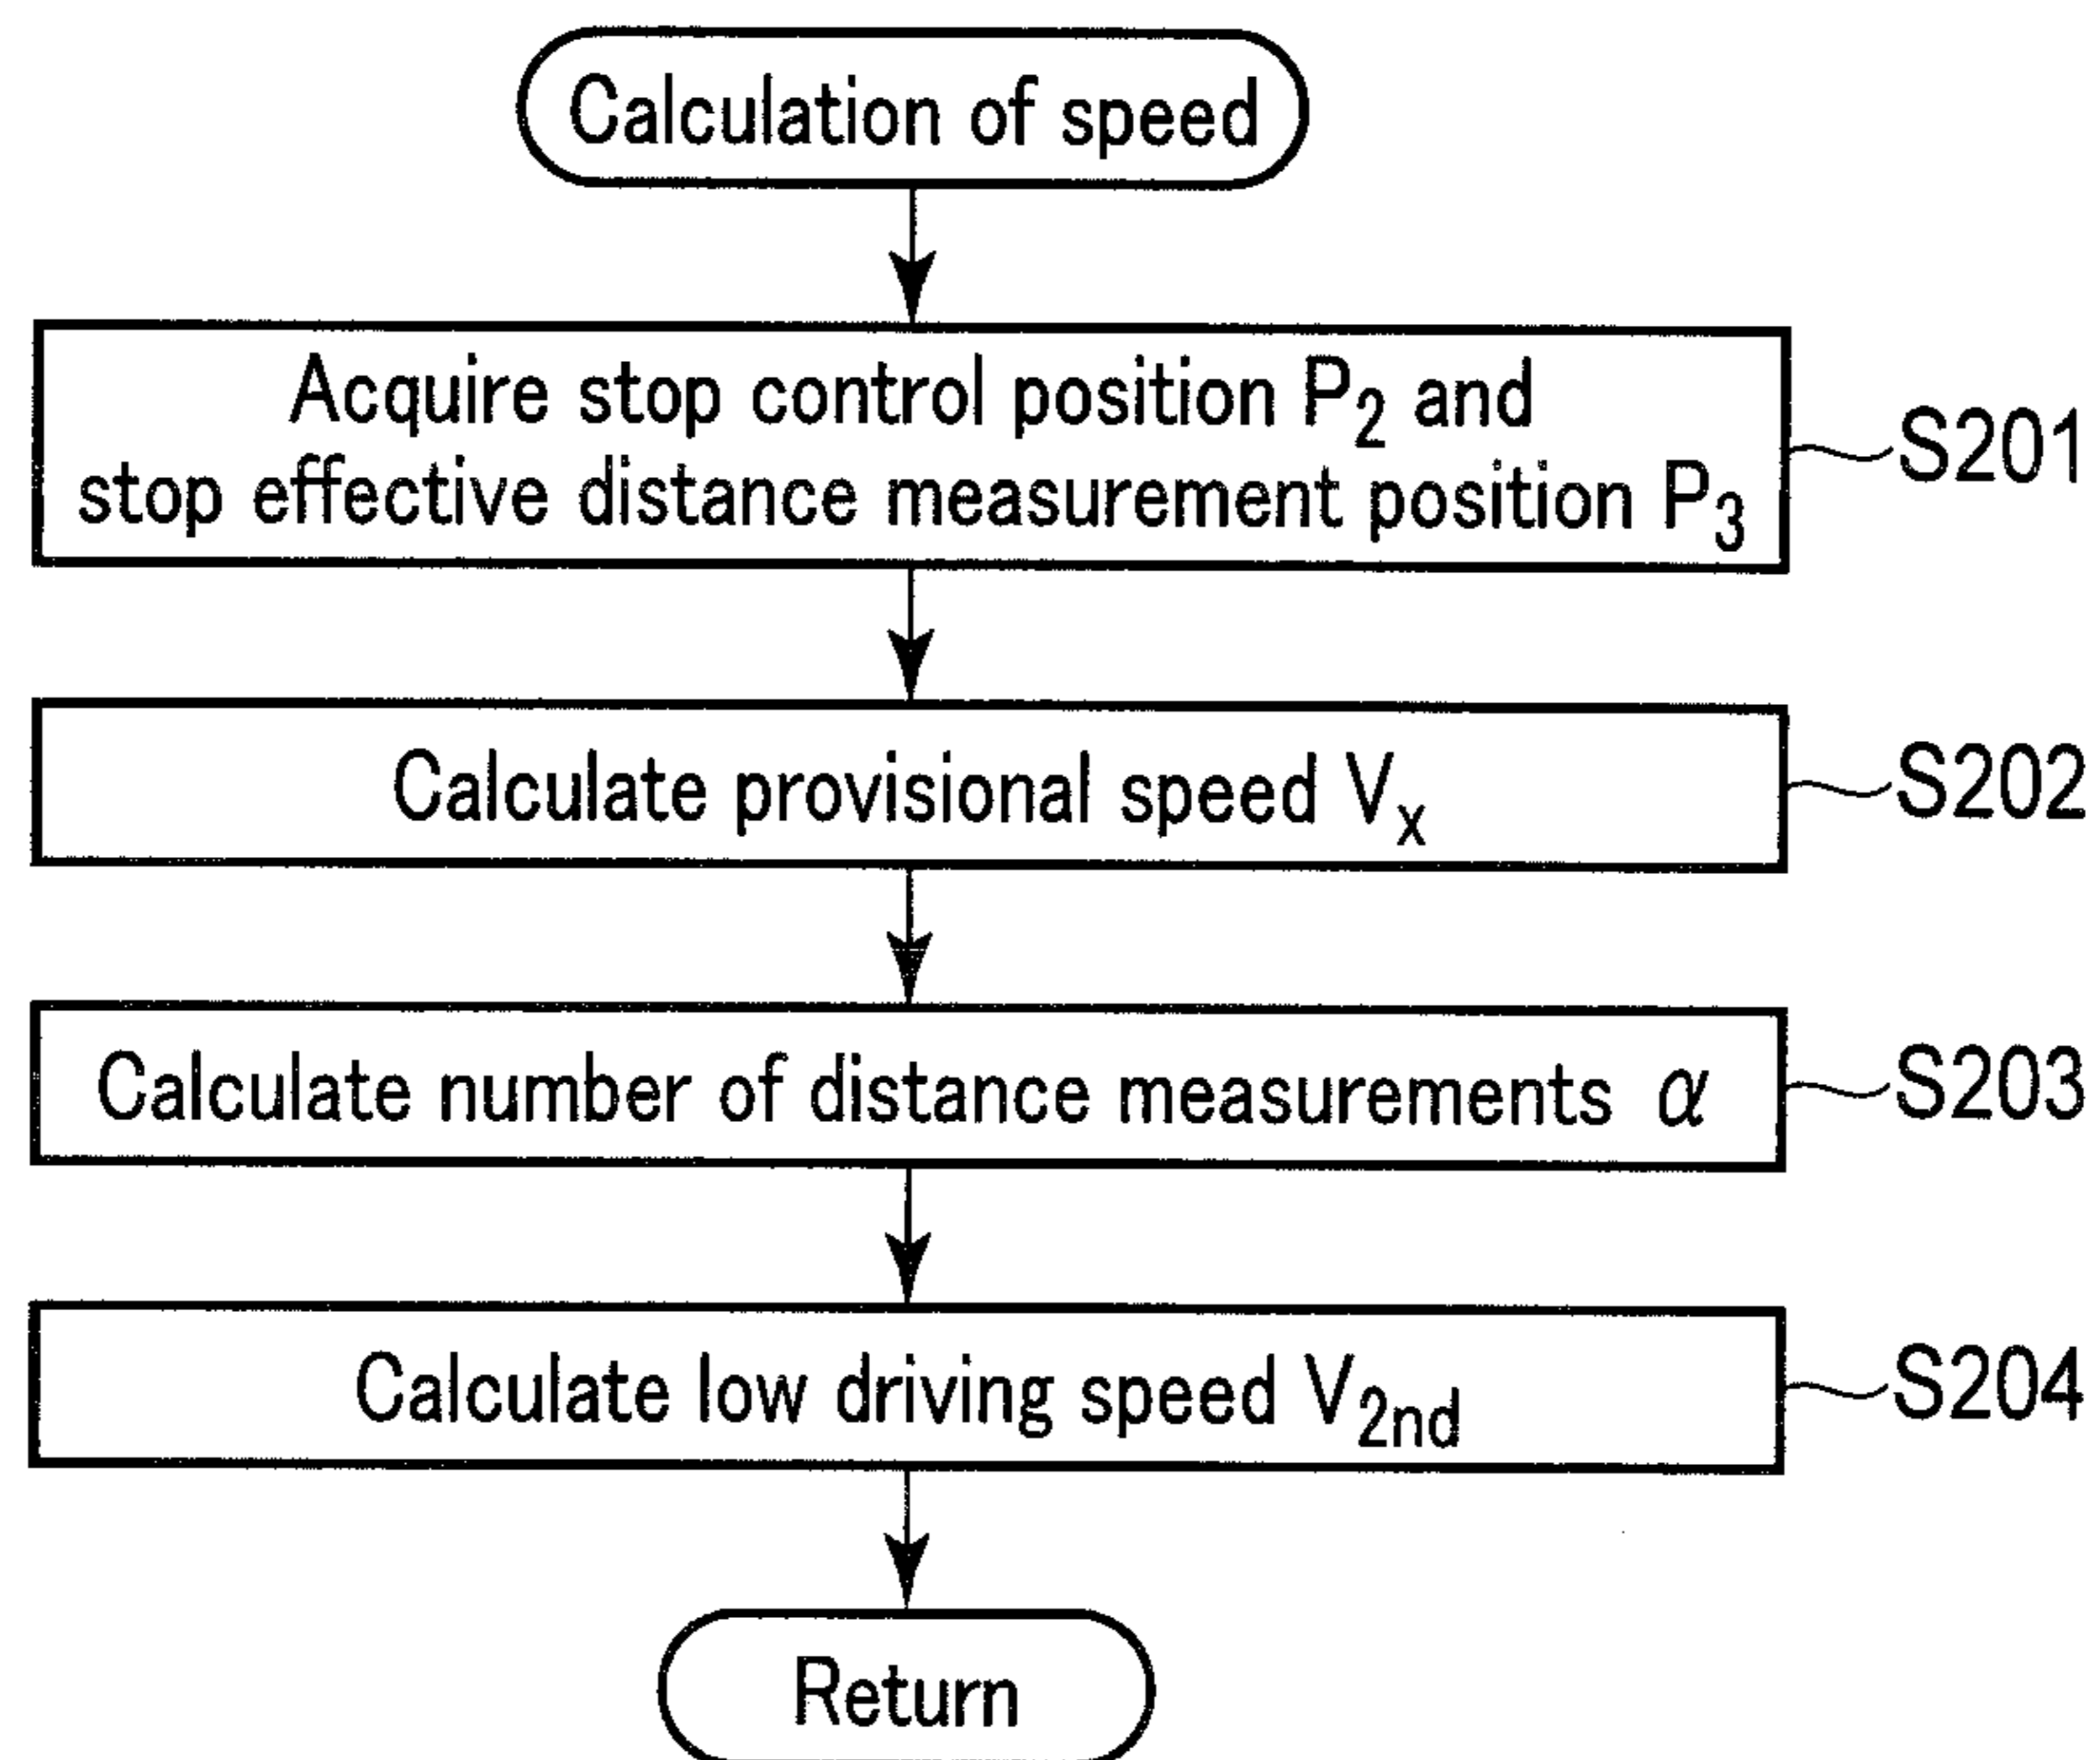 Calculation of speed
Acquire stop control position P₂ and
stop effective distance measurement position P₃
S201
Calculate provisional speed Vₓ
S202
Calculate number of distance measurements α
S203
Calculate low driving speed V2nd
S204
Return